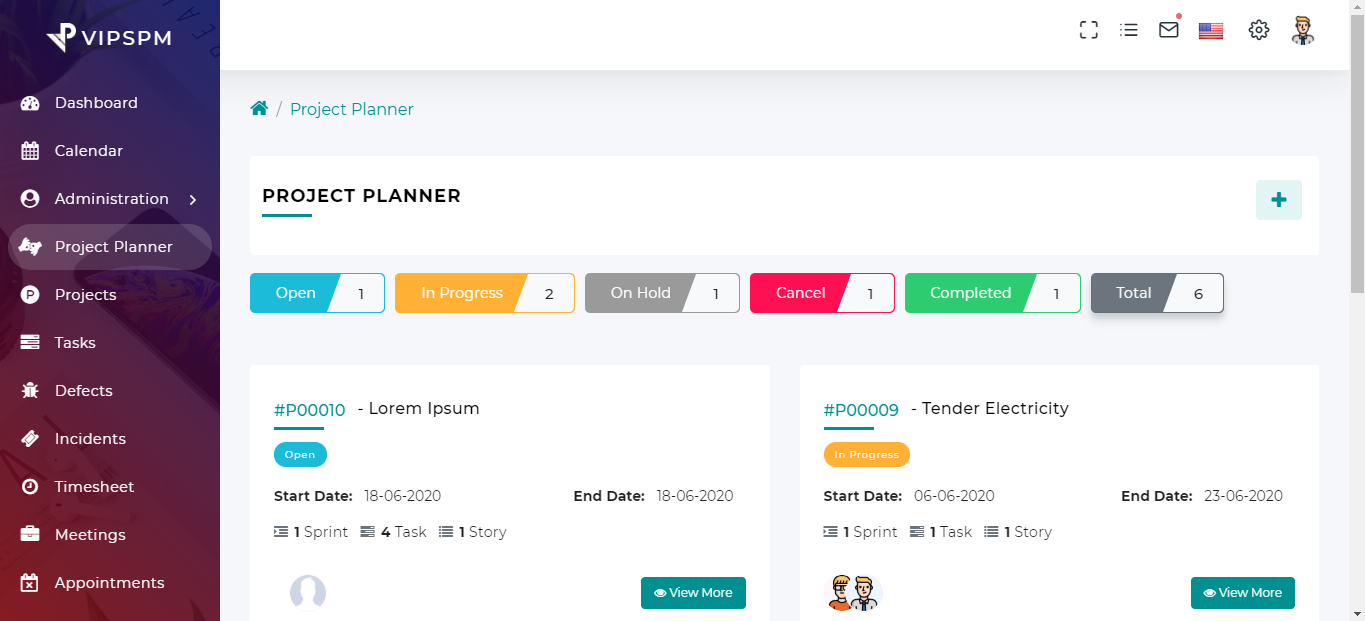 VIPSPM
Dashboard
Calendar
Administration
Project Planner
Projects
Tasks
Defects
Incidents
Timesheet
Meetings
Appointments
/ Project Planner
PROJECT PLANNER
Open 1 In Progress 2 On Hold 1 Cancel 1 Completed 1 Total 6
#P00010 - Lorem Ipsum
Open
Start Date: 18-06-2020 End Date: 18-06-2020
1 Sprint 4 Task 1 Story
View More
#P00009 - Tender Electricity
In Progress
Start Date: 06-06-2020 End Date: 23-06-2020
1 Sprint 1 Task 1 Story
View More